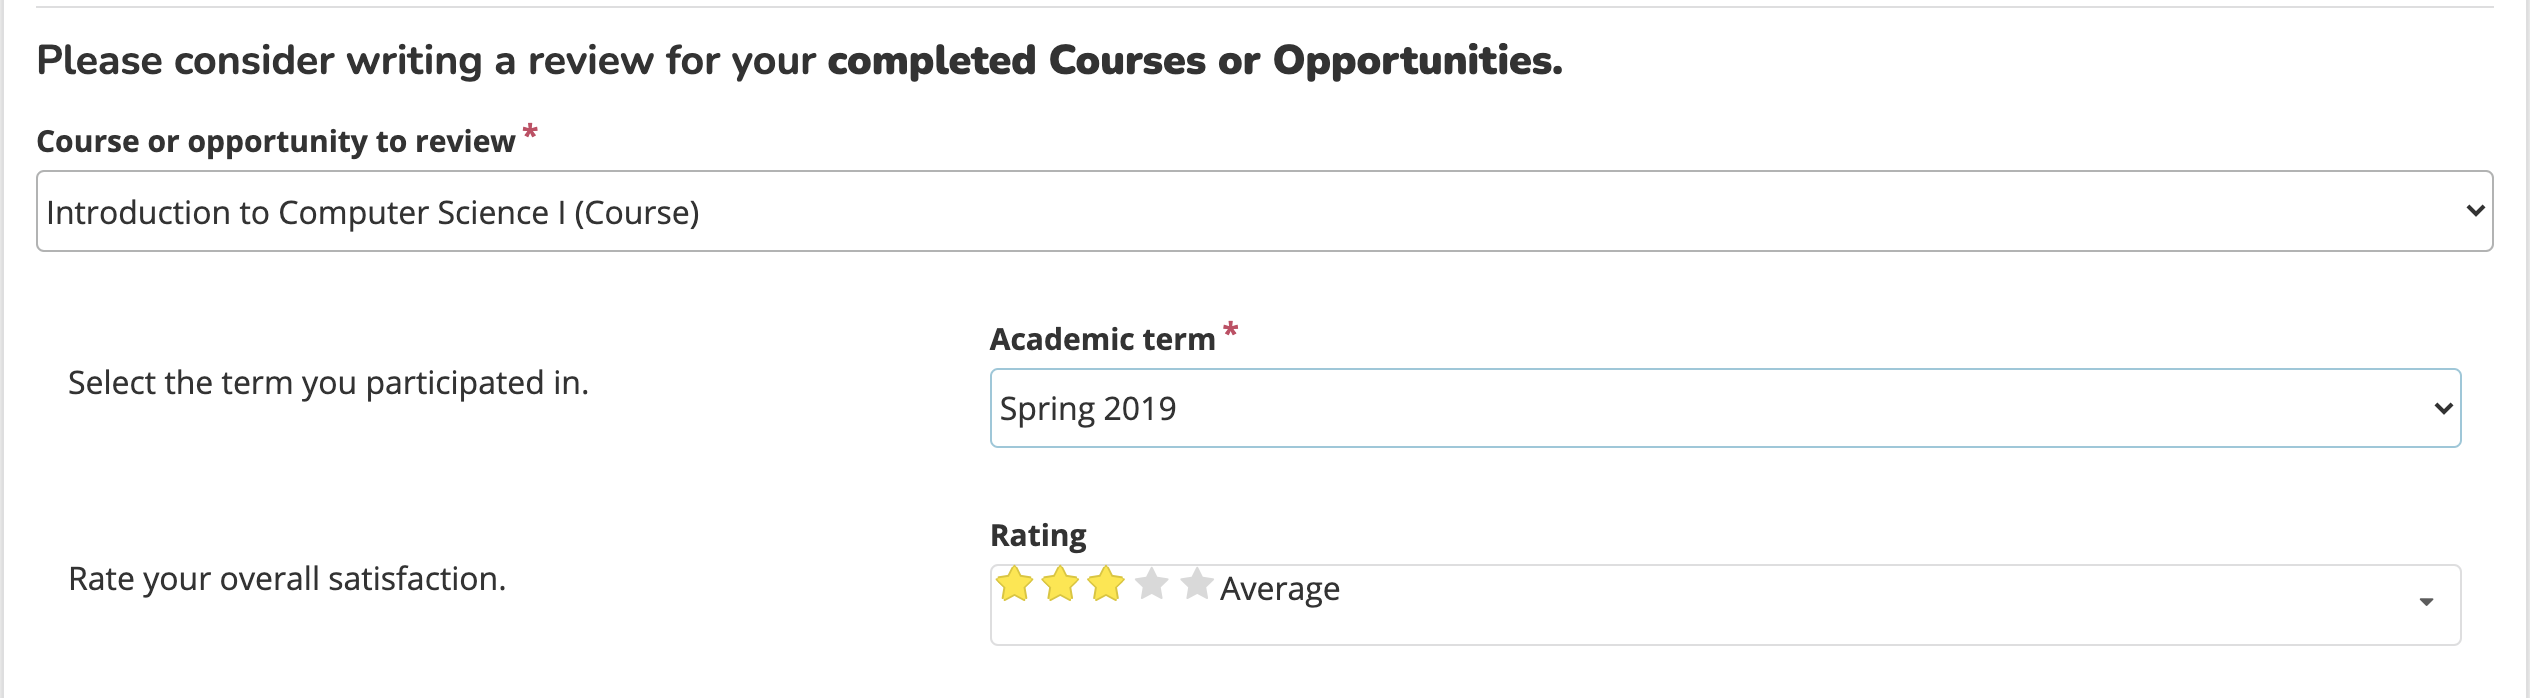 Please consider writing a review for your completed Courses or Opportunities.
Course or opportunity to review *
Introduction to Computer Science I (Course)
Academic term *
Select the term you participated in.
Spring 2019
Rating
Rate your overall satisfaction.
Average